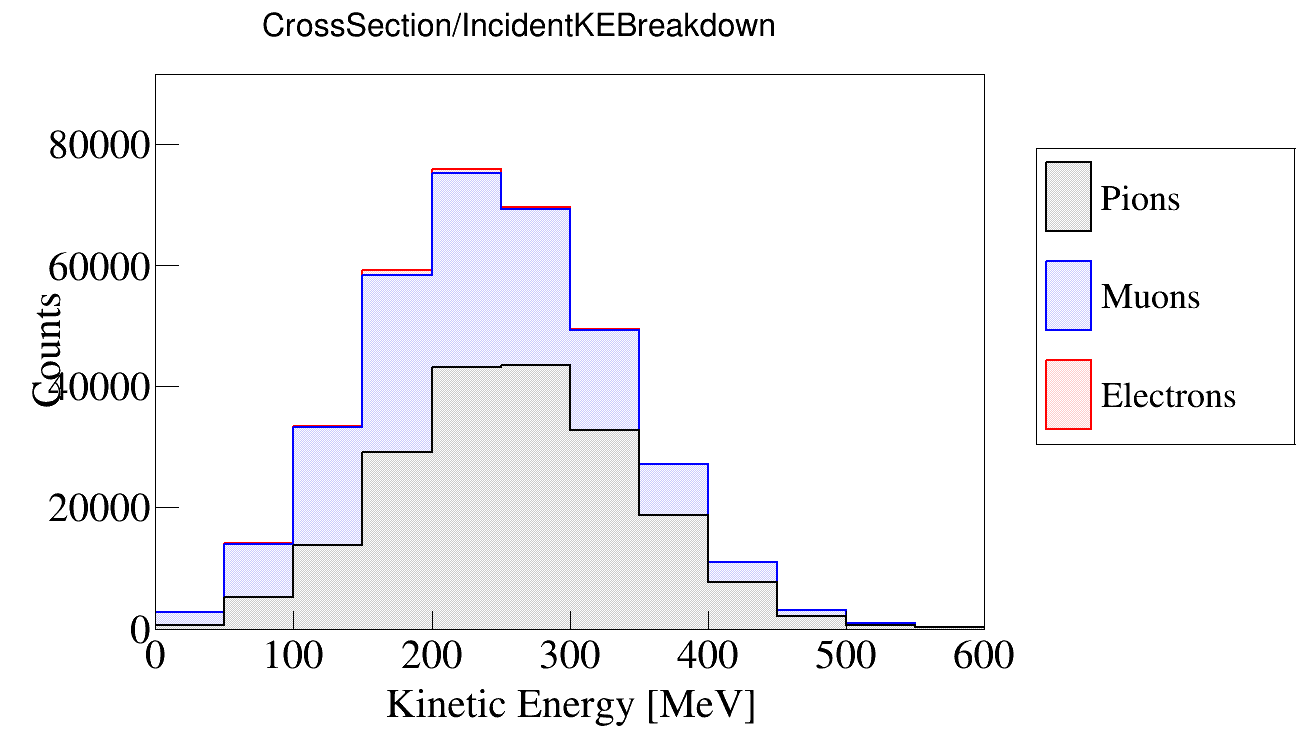 CrossSection/IncidentKEBreakdown
80000
60000
40000
20000
0
Counts
0 100 200 300 400 500 600
Kinetic Energy [MeV]
Pions
Muons
Electrons